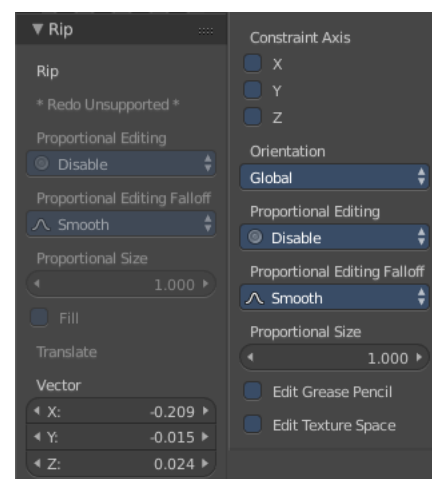 Rip
Rip
* Redo Unsupported *
Proportional Editing
Disable
Proportional Editing Falloff
Smooth
Proportional Size
1.000
Fill
Translate
Vector
X: -0.209
Y: -0.015
Z: 0.024
Constraint Axis
X
Y
Z
Orientation
Global
Proportional Editing
Disable
Proportional Editing Falloff
Smooth
Proportional Size
1.000
Edit Grease Pencil
Edit Texture Space